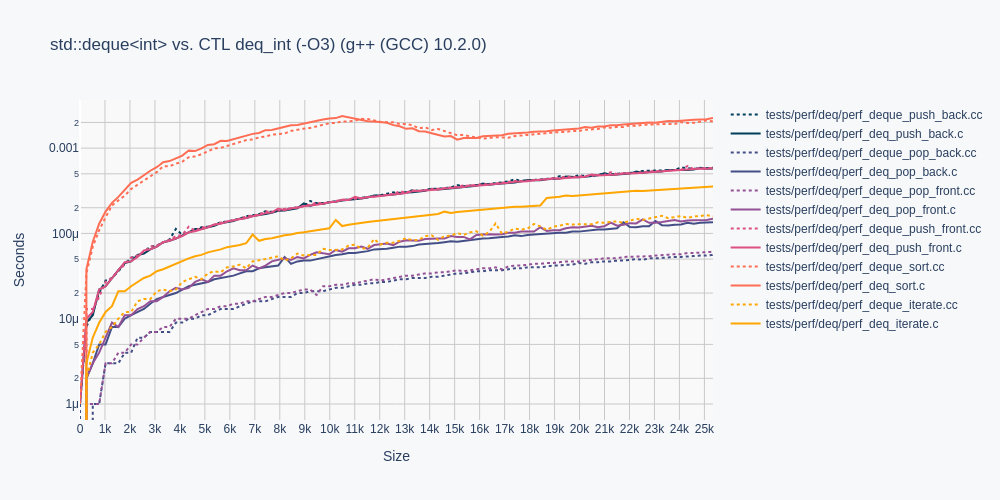 std::deque<int> vs. CTL deq_int (-O3) (g++ (GCC) 10.2.0)
2
0.001
5
2
100μ
5
2
10μ
5
2
1μ
Seconds
0 1k 2k 3k 4k 5k 6k 7k 8k 9k 10k 11k 12k 13k 14k 15k 16k 17k 18k 19k 20k 21k 22k 23k 24k 25k
Size
tests/perf/deq/perf_deque_push_back.cc
tests/perf/deq/perf_deq_push_back.c
tests/perf/deq/perf_deque_pop_back.cc
tests/perf/deq/perf_deq_pop_back.c
tests/perf/deq/perf_deque_pop_front.cc
tests/perf/deq/perf_deq_pop_front.c
tests/perf/deq/perf_deque_push_front.cc
tests/perf/deq/perf_deq_push_front.c
tests/perf/deq/perf_deque_sort.cc
tests/perf/deq/perf_deq_sort.c
tests/perf/deq/perf_deque_iterate.cc
tests/perf/deq/perf_deq_iterate.c